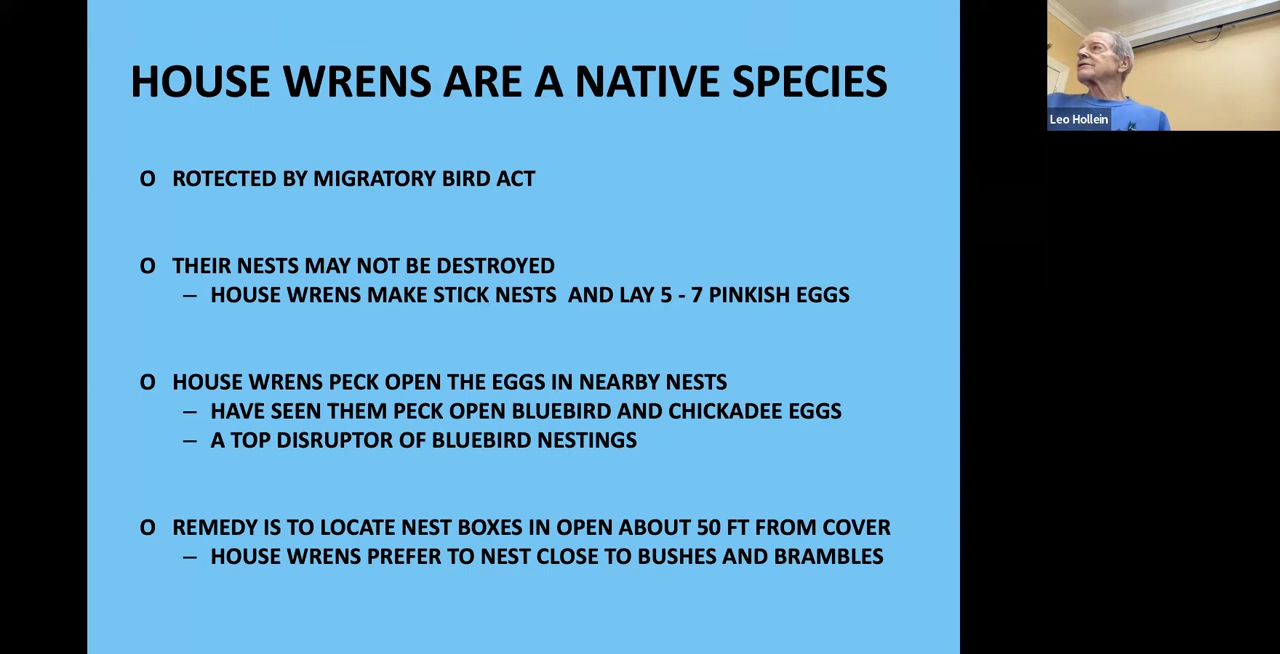 HOUSE WRENS ARE A NATIVE SPECIES
O ROTECTED BY MIGRATORY BIRD ACT
O THEIR NESTS MAY NOT BE DESTROYED
– HOUSE WRENS MAKE STICK NESTS AND LAY 5 - 7 PINKISH EGGS
O HOUSE WRENS PECK OPEN THE EGGS IN NEARBY NESTS
– HAVE SEEN THEM PECK OPEN BLUEBIRD AND CHICKADEE EGGS
– A TOP DISRUPTOR OF BLUEBIRD NESTINGS
O REMEDY IS TO LOCATE NEST BOXES IN OPEN ABOUT 50 FT FROM COVER
– HOUSE WRENS PREFER TO NEST CLOSE TO BUSHES AND BRAMBLES
Leo Hollein